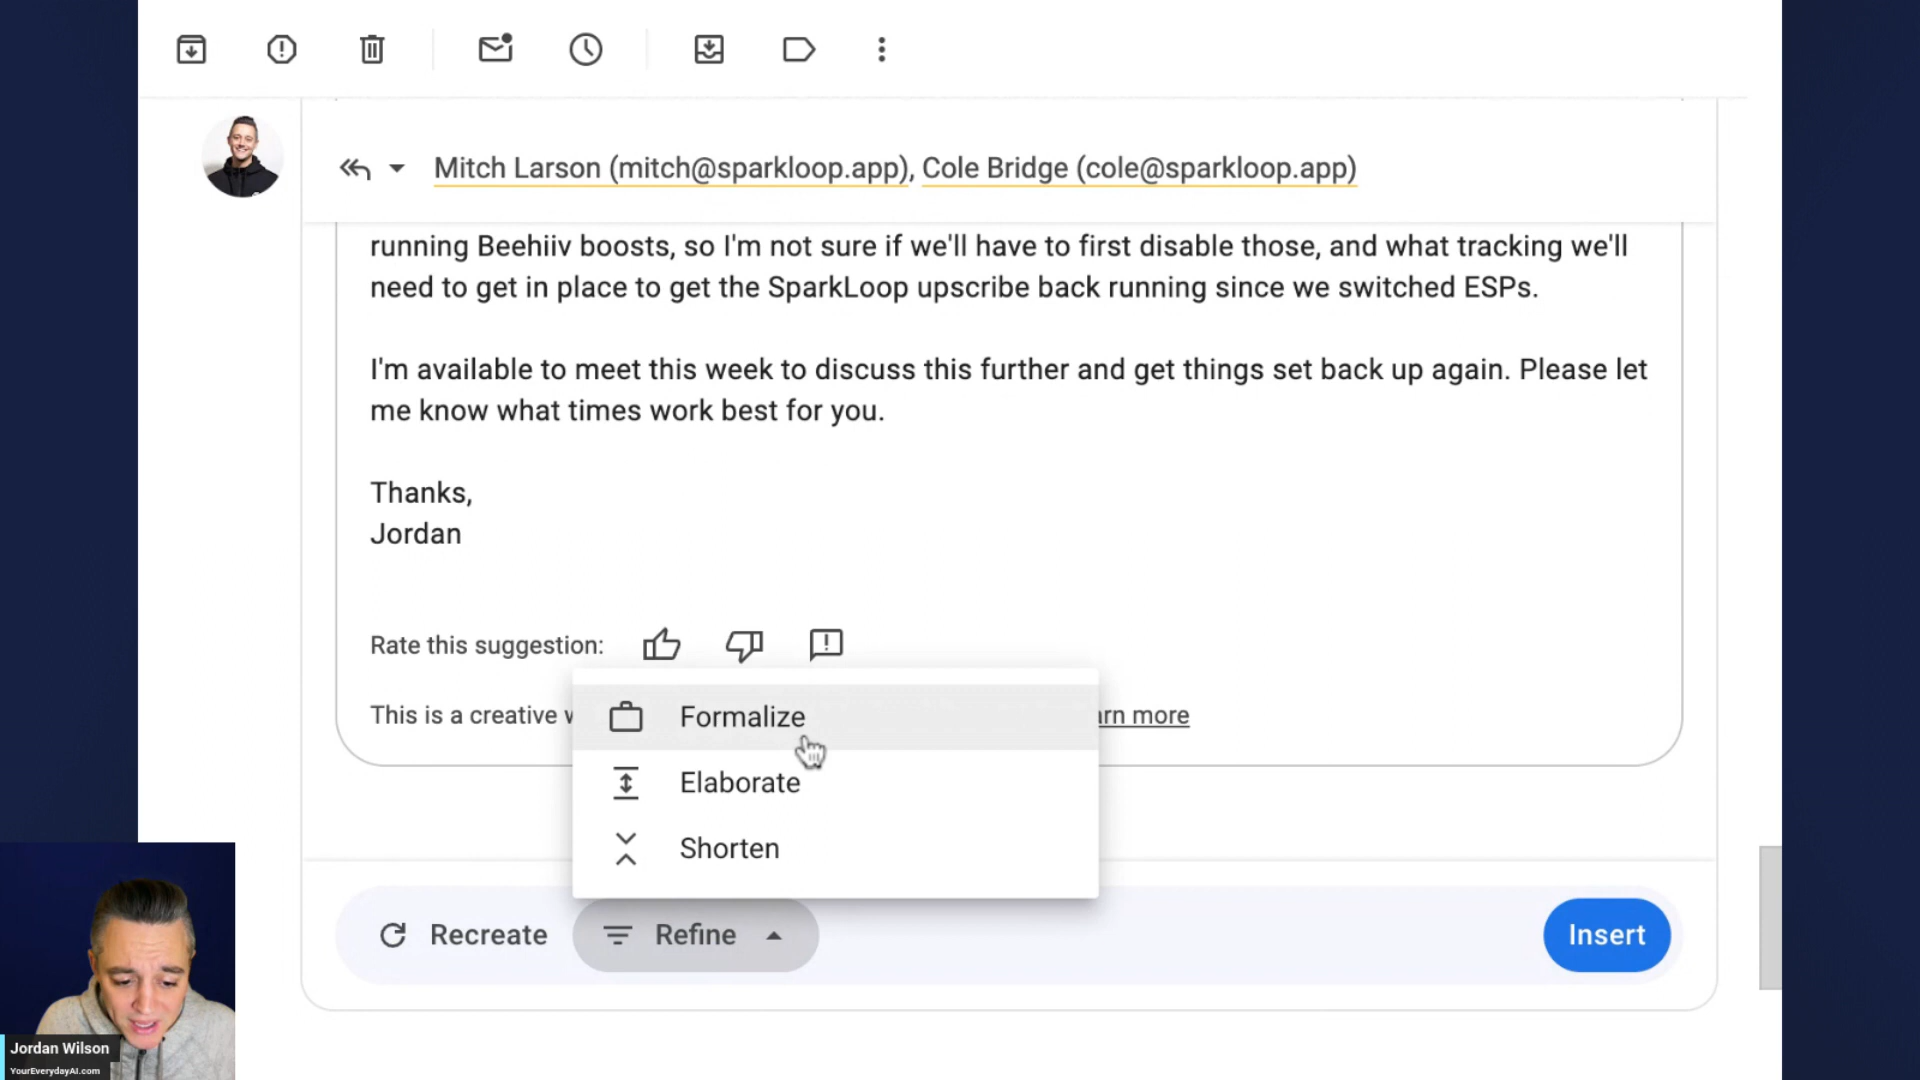 Mitch Larson (mitch@sparkloop.app), Cole Bridge (cole@sparkloop.app)
running Beehiiv boosts, so I'm not sure if we'll have to first disable those, and what tracking we'll
need to get in place to get the SparkLoop upscribe back running since we switched ESPs.
I'm available to meet this week to discuss this further and get things set back up again. Please let
me know what times work best for you.
Thanks,
Jordan
Rate this suggestion:
This is a creative
Formalize
Elaborate
Shorten
more
Recreate
Refine
Insert
Jordan Wilson
YourEverydayAI.com